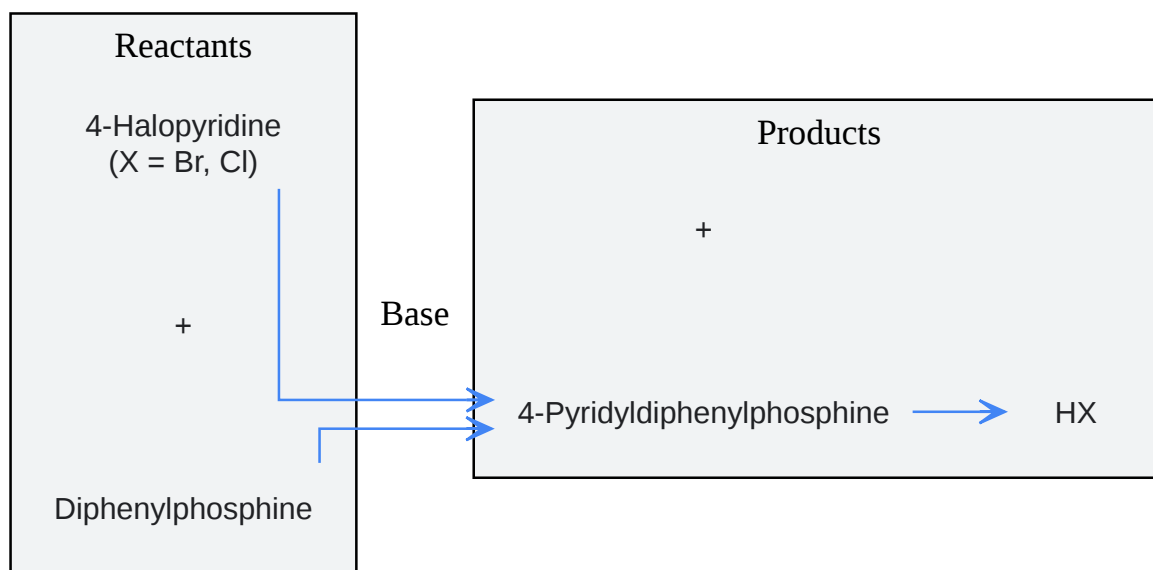 Reactants
4-Halopyridine
(X = Br, Cl)
+
Diphenylphosphine
Base
Products
+
4-Pyridyldiphenylphosphine
HX